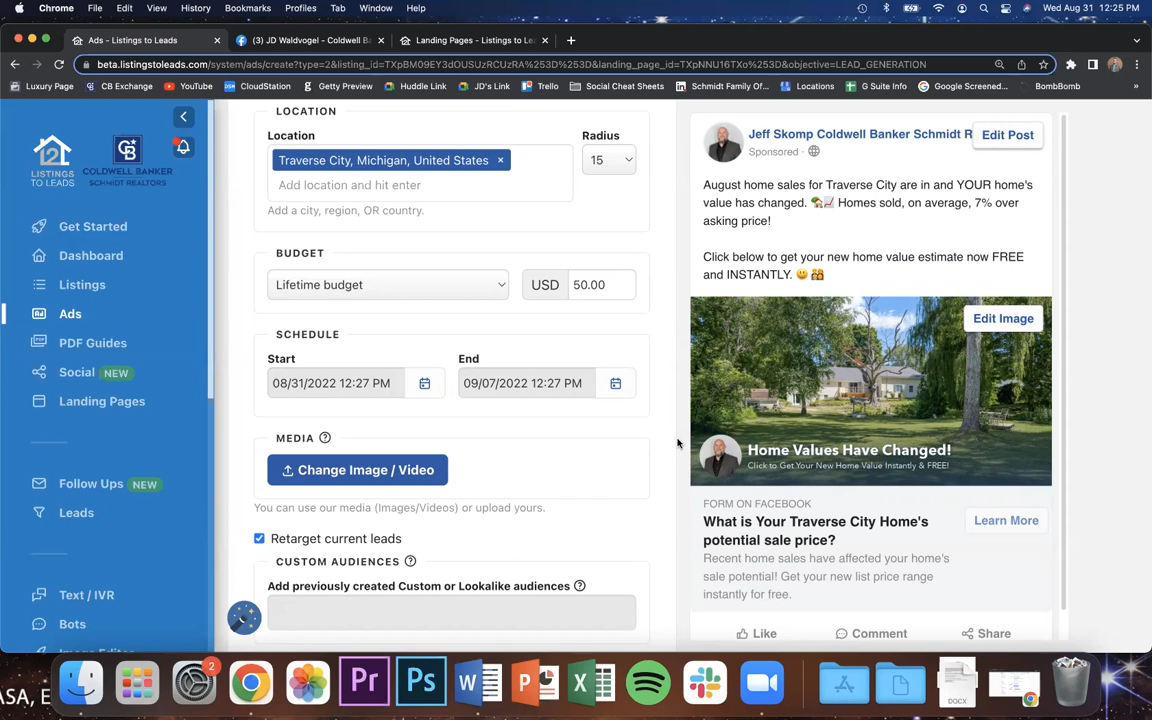 Chrome File Edit View History Bookmarks Profiles Tab Window Help Wed Aug 31 12:25 PM
Ads - Listings to Leads
(3) JD Waldvogel - Coldwell Ba
Landing Pages - Listings to Le
beta.listingstoleads.com/system/ads/create?type=2&listing_id=TXpBM09EY3dOUSUzRCUzRA%253D%253D&landing_page_id=TXpNNU16TXo%253D&objective=LEAD_GENERATION
Luxury Page CB Exchange YouTube CloudStation Getty Preview Huddle Link JD's Link Trello Social Cheat Sheets Schmidt Family Of... Locations G Suite Info Google Screened... BomBomb »
LISTINGS TO LEADS
COLDWELL BANKER
SCHMIDT REALTORS
Get Started
Dashboard
Listings
Ads
PDF Guides
Social NEW
Landing Pages
Follow Ups NEW
Leads
Text / IVR
Bots
Image Editor
LOCATION
Location
Radius
Traverse City, Michigan, United States ×
15
Add location and hit enter
Add a city, region, OR country.
BUDGET
Lifetime budget
USD 50.00
SCHEDULE
Start
End
08/31/2022 12:27 PM
09/07/2022 12:27 PM
MEDIA
Change Image / Video
You can use our media (Images/Videos) or upload yours.
Retarget current leads
CUSTOM AUDIENCES
Add previously created Custom or Lookalike audiences
Jeff Skomp Coldwell Banker Schmidt R
Edit Post
Sponsored ·
August home sales for Traverse City are in and YOUR home's
value has changed. 🏡📈 Homes sold, on average, 7% over
asking price!
Click below to get your new home value estimate now FREE
and INSTANTLY. 😃👪
Edit Image
Home Values Have Changed!
Click to Get Your New Home Value Instantly & FREE!
FORM ON FACEBOOK
What is Your Traverse City Home's
potential sale price?
Learn More
Recent home sales have affected your home's
sale potential! Get your new list price range
instantly for free.
Like
Comment
Share
2
Pr
Ps
W
P
X
DOCX
ASA, E